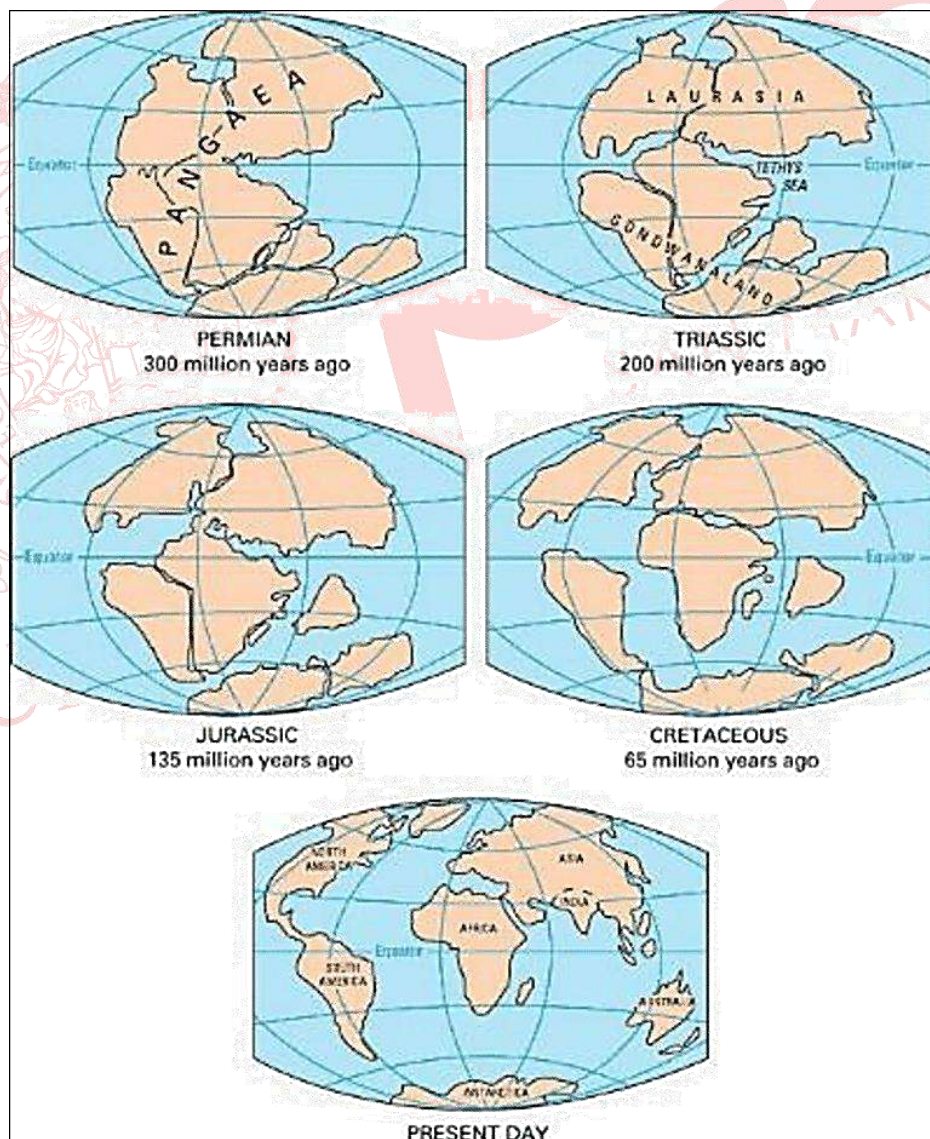 PANGAEA
Equator
PERMIAN
300 million years ago
LAURASIA
TETHYS
SEA
Equator
GONDWANALAND
TRIASSIC
200 million years ago
Equator
JURASSIC
135 million years ago
Equator
CRETACEOUS
65 million years ago
NORTH
AMERICA
ASIA
INDIA
AFRICA
Equator
SOUTH
AMERICA
AUSTRALIA
ANTARCTICA
PRESENT DAY